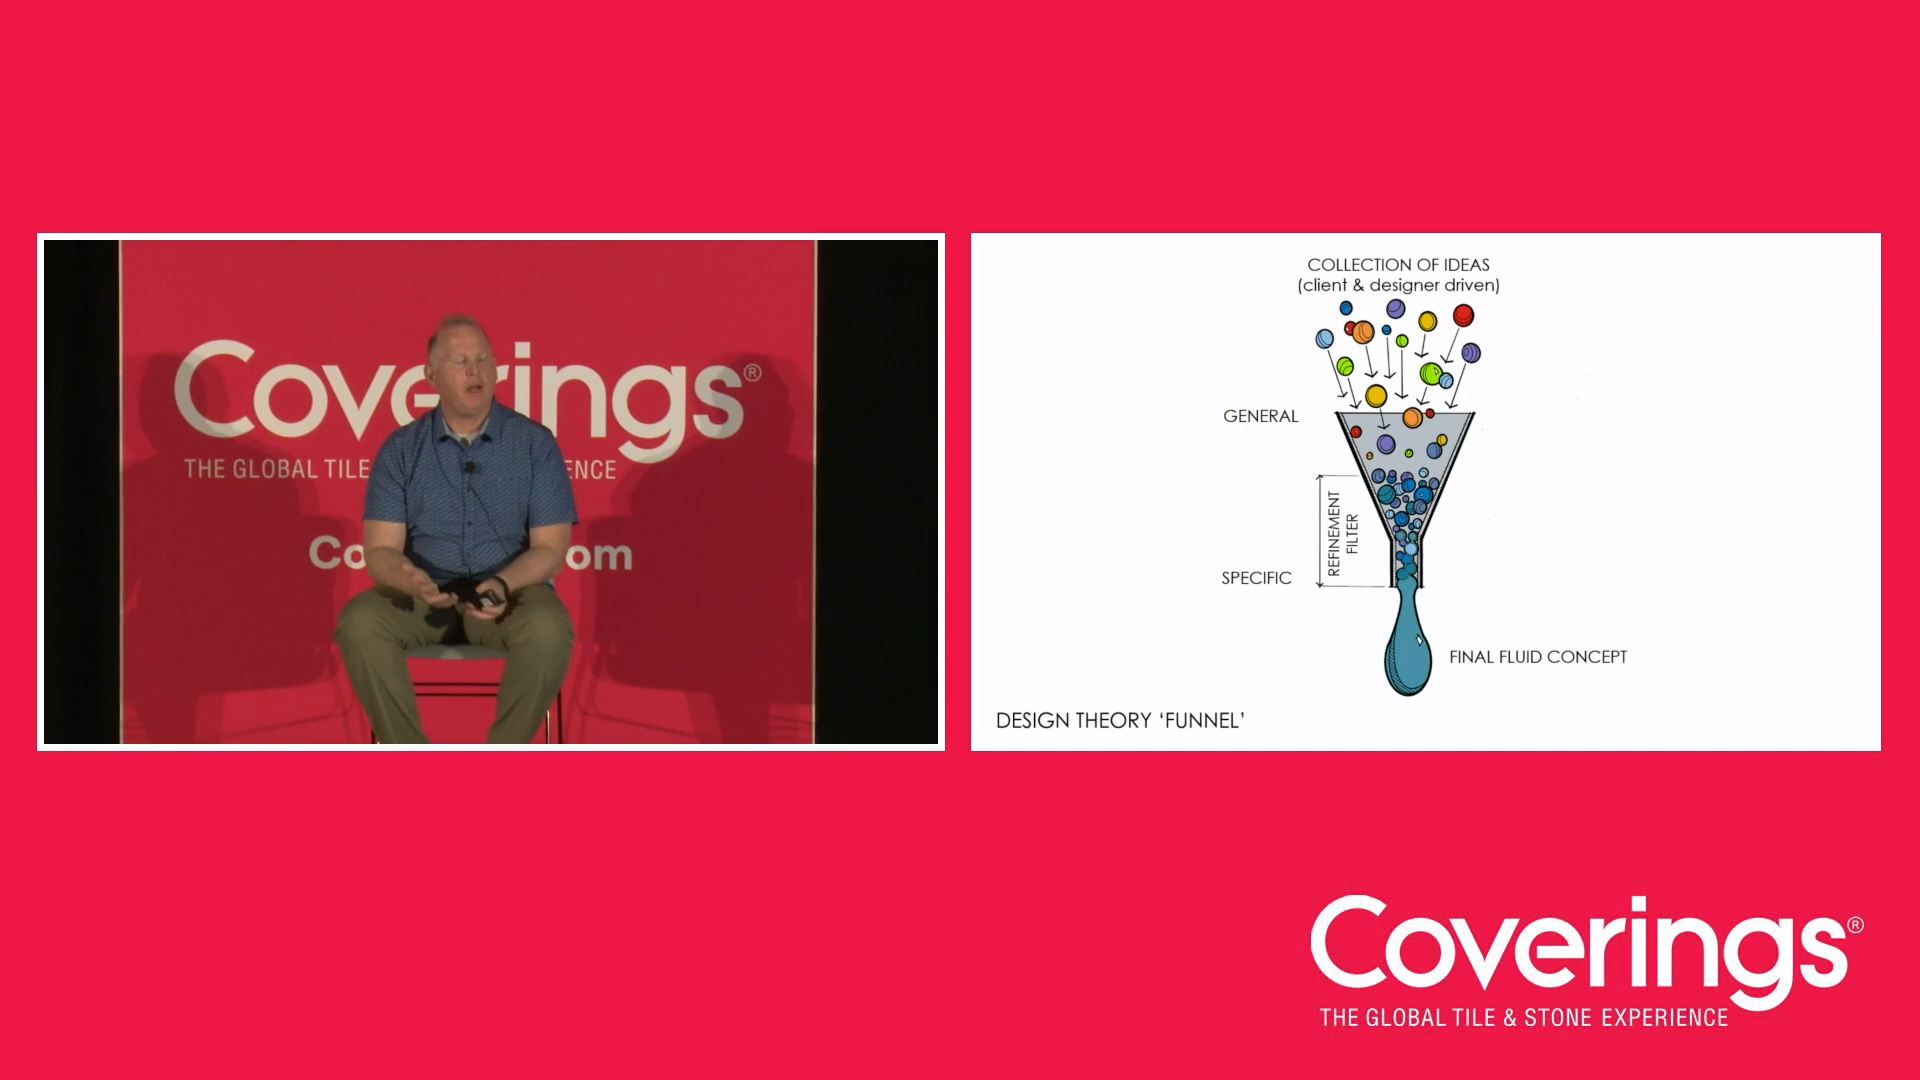 Coverings®
THE GLOBAL TILE ENCE
Co om
COLLECTION OF IDEAS
(client & designer driven)
GENERAL
REFINEMENT
FILTER
SPECIFIC
FINAL FLUID CONCEPT
DESIGN THEORY ‘FUNNEL’
Coverings®
THE GLOBAL TILE & STONE EXPERIENCE